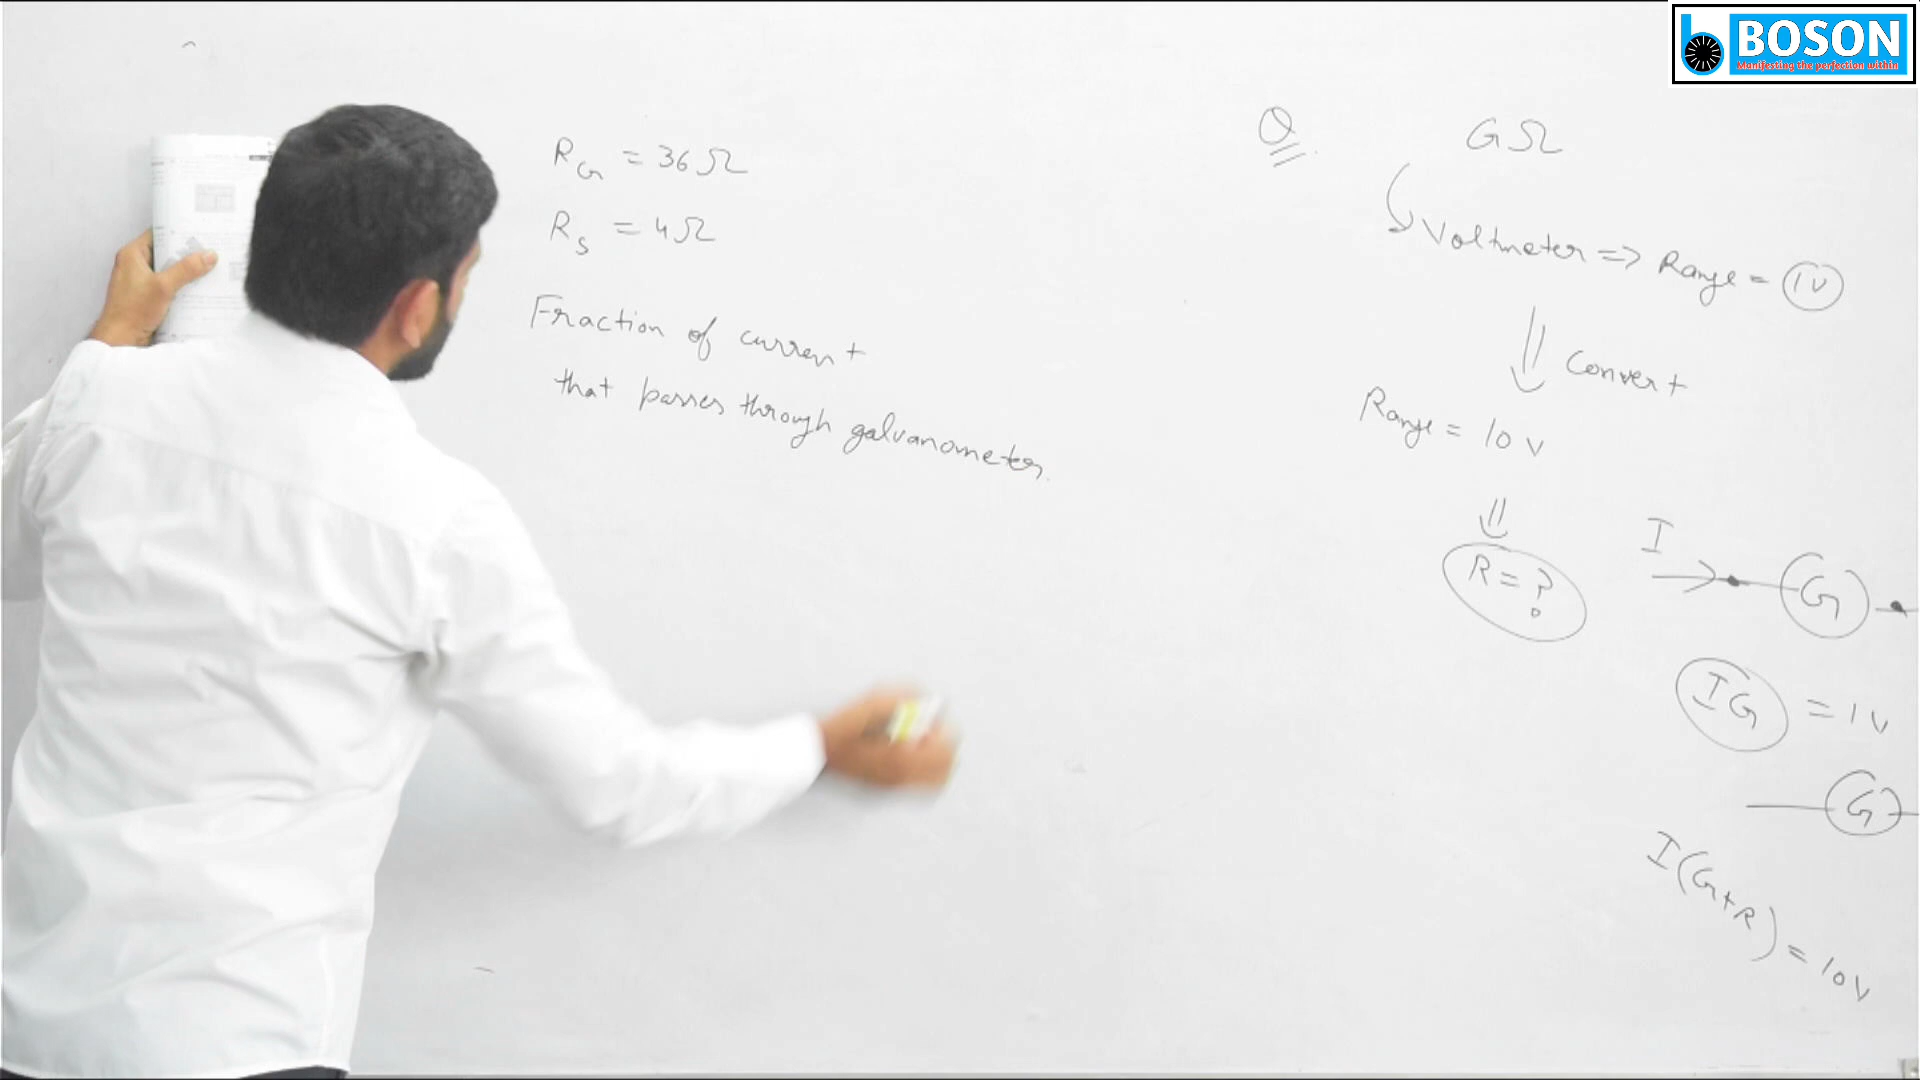 BOSON
Manifesting the perfection within
R_G = 36 Ω
R_S = 4 Ω
Fraction of current
that passes through galvanometer.
Q
G Ω
Voltmeter ⇒ Range = 1V
Convert
Range = 10 V
R = ?
I
G
IG = 1V
G
I(G+R) = 10V